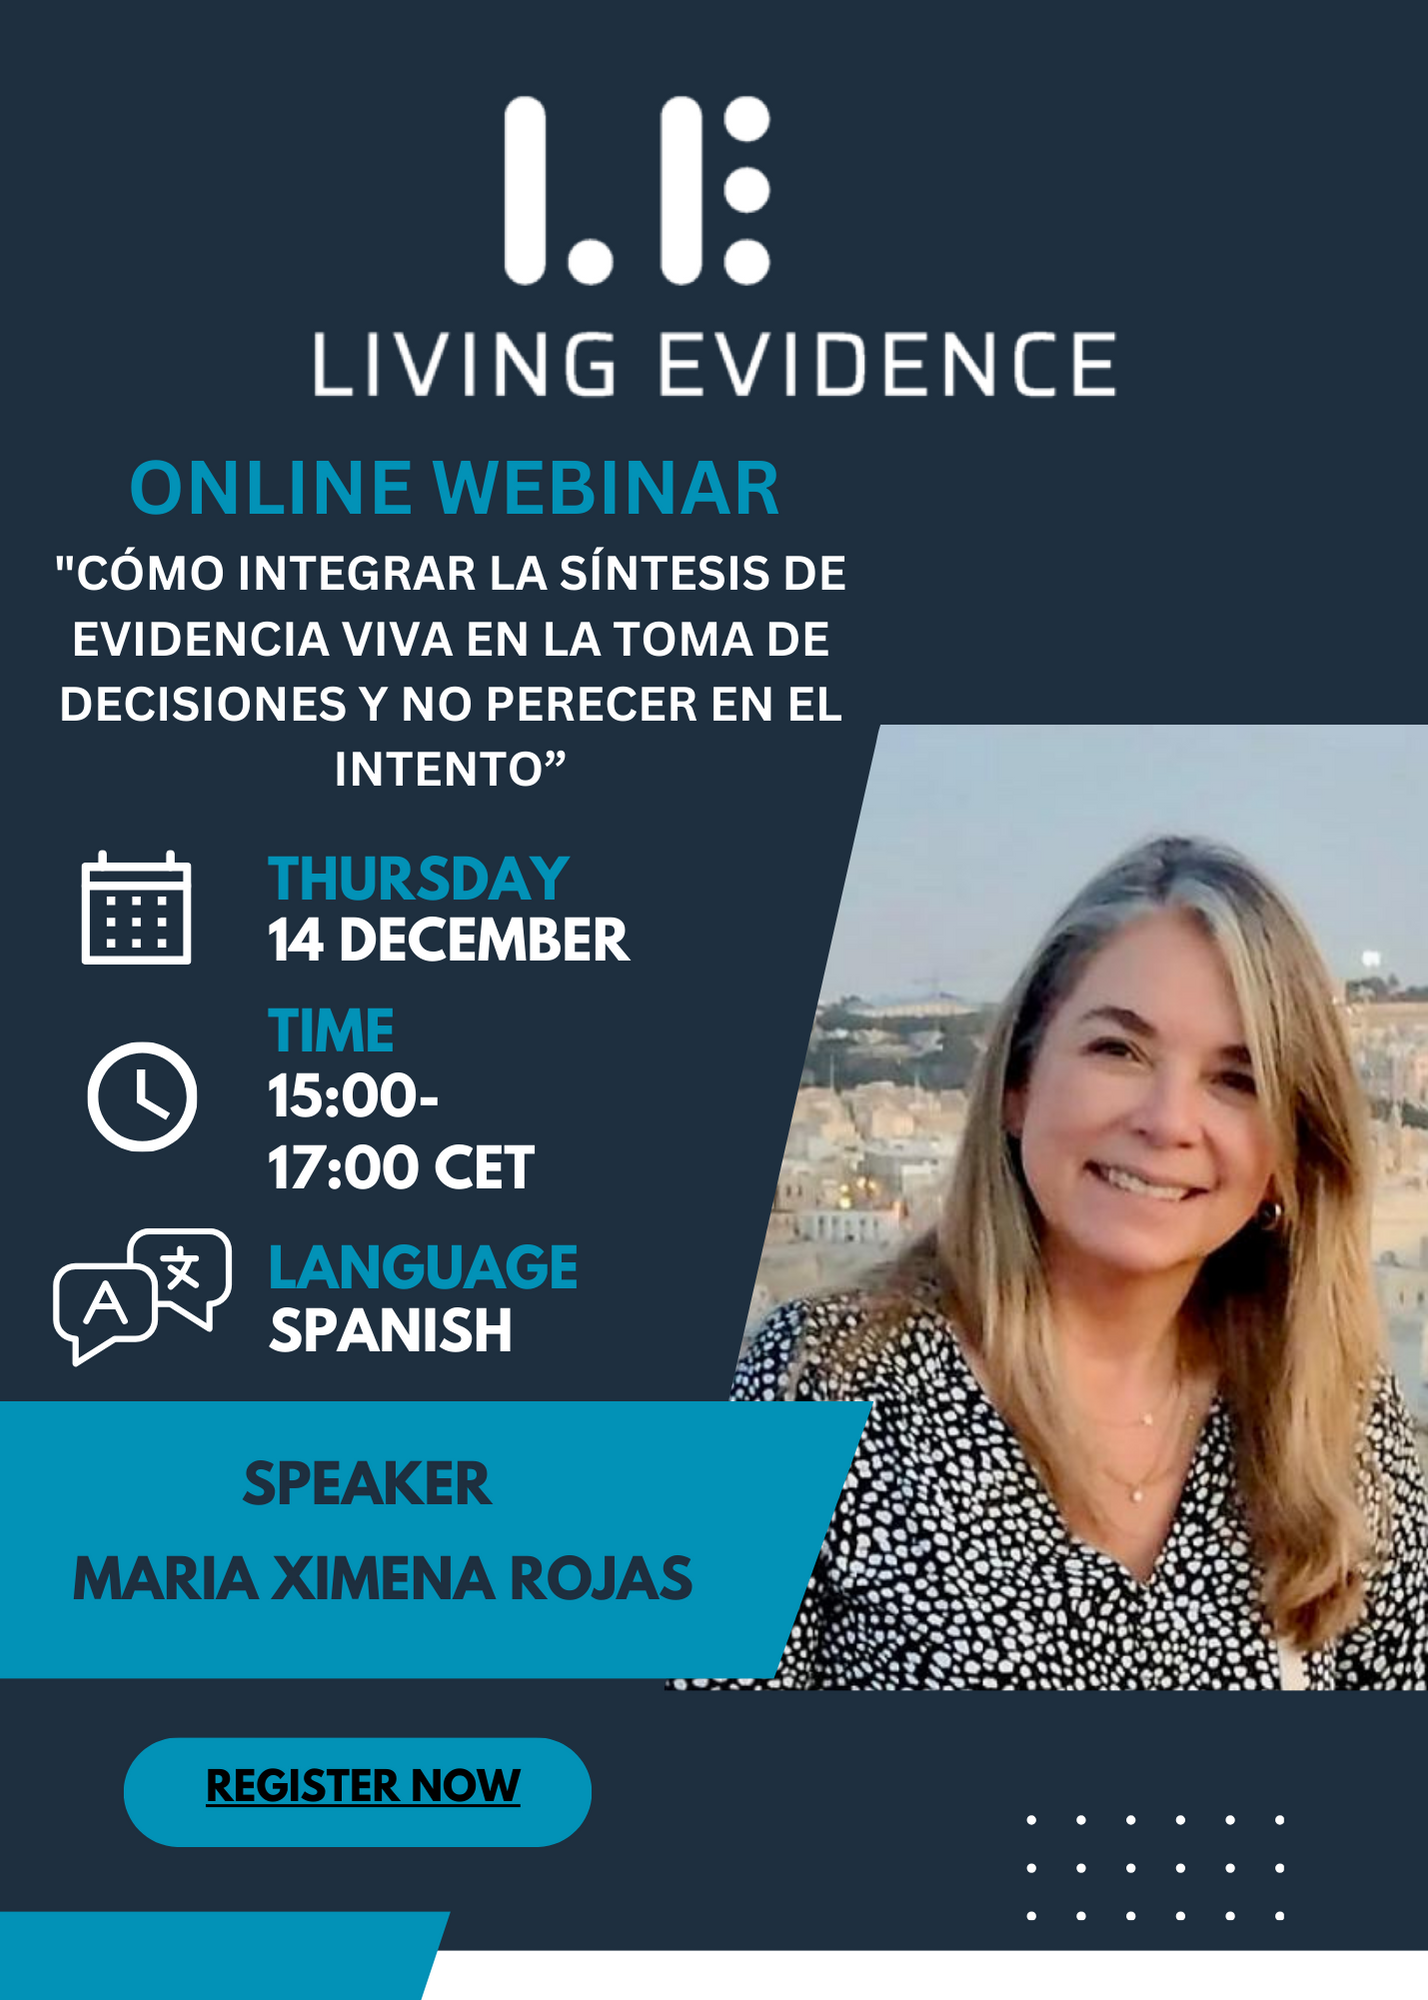 L.E
LIVING EVIDENCE
ONLINE WEBINAR
"CÓMO INTEGRAR LA SÍNTESIS DE
EVIDENCIA VIVA EN LA TOMA DE
DECISIONES Y NO PERECER EN EL
INTENTO”
THURSDAY
14 DECEMBER
TIME
15:00-
17:00 CET
A 文
LANGUAGE
SPANISH
SPEAKER
MARIA XIMENA ROJAS
REGISTER NOW